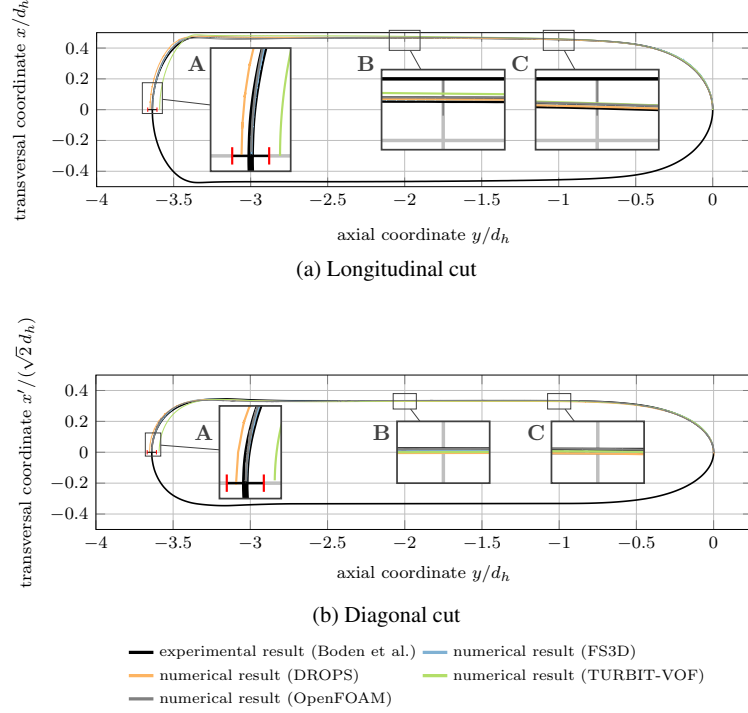 transversal coordinate x/d_h
0.4
0.2
0
−0.2
−0.4
A
B
C
−4
−3.5
−3
−2.5
−2
−1.5
−1
−0.5
0
axial coordinate y/d_h
(a) Longitudinal cut
transversal coordinate x′/(√2 d_h)
0.4
0.2
0
−0.2
−0.4
A
B
C
−4
−3.5
−3
−2.5
−2
−1.5
−1
−0.5
0
axial coordinate y/d_h
(b) Diagonal cut
experimental result (Boden et al.)
numerical result (FS3D)
numerical result (DROPS)
numerical result (TURBIT-VOF)
numerical result (OpenFOAM)